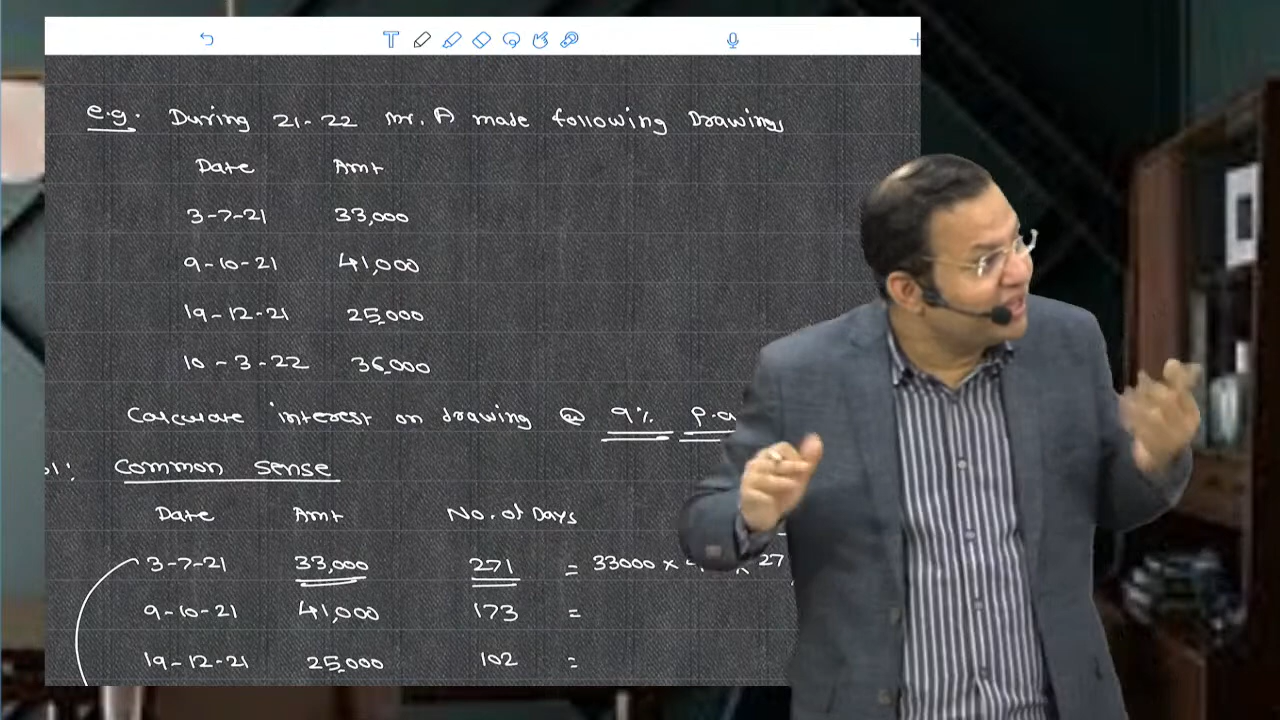 e.g. During 21-22 Mr. A made following Drawings
Date Amt
3-7-21 33,000
9-10-21 41,000
19-12-21 25,000
10-3-22 36,000
Calculate interest on drawing @ 9% p.a
Common sense
Date Amt No. of Days
3-7-21 33,000 271 = 33000 × × 27
9-10-21 41,000 173 =
19-12-21 25,000 102 =